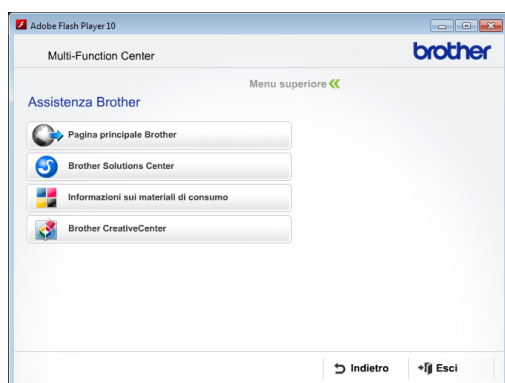 Adobe Flash Player 10
Multi-Function Center
brother
Menu superiore
Assistenza Brother
Pagina principale Brother
Brother Solutions Center
Informazioni sui materiali di consumo
Brother CreativeCenter
Indietro
Esci